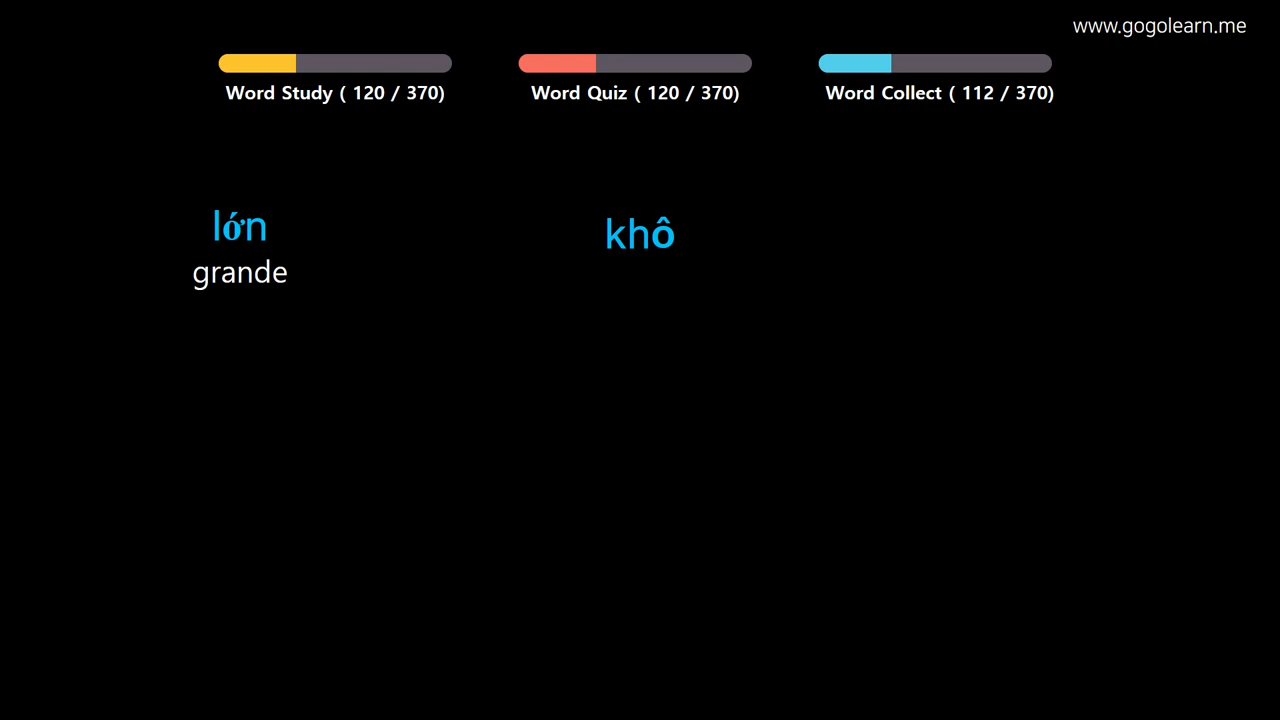 www.gogolearn.me
Word Study ( 120 / 370)
Word Quiz ( 120 / 370)
Word Collect ( 112 / 370)
lớn
grande
khô